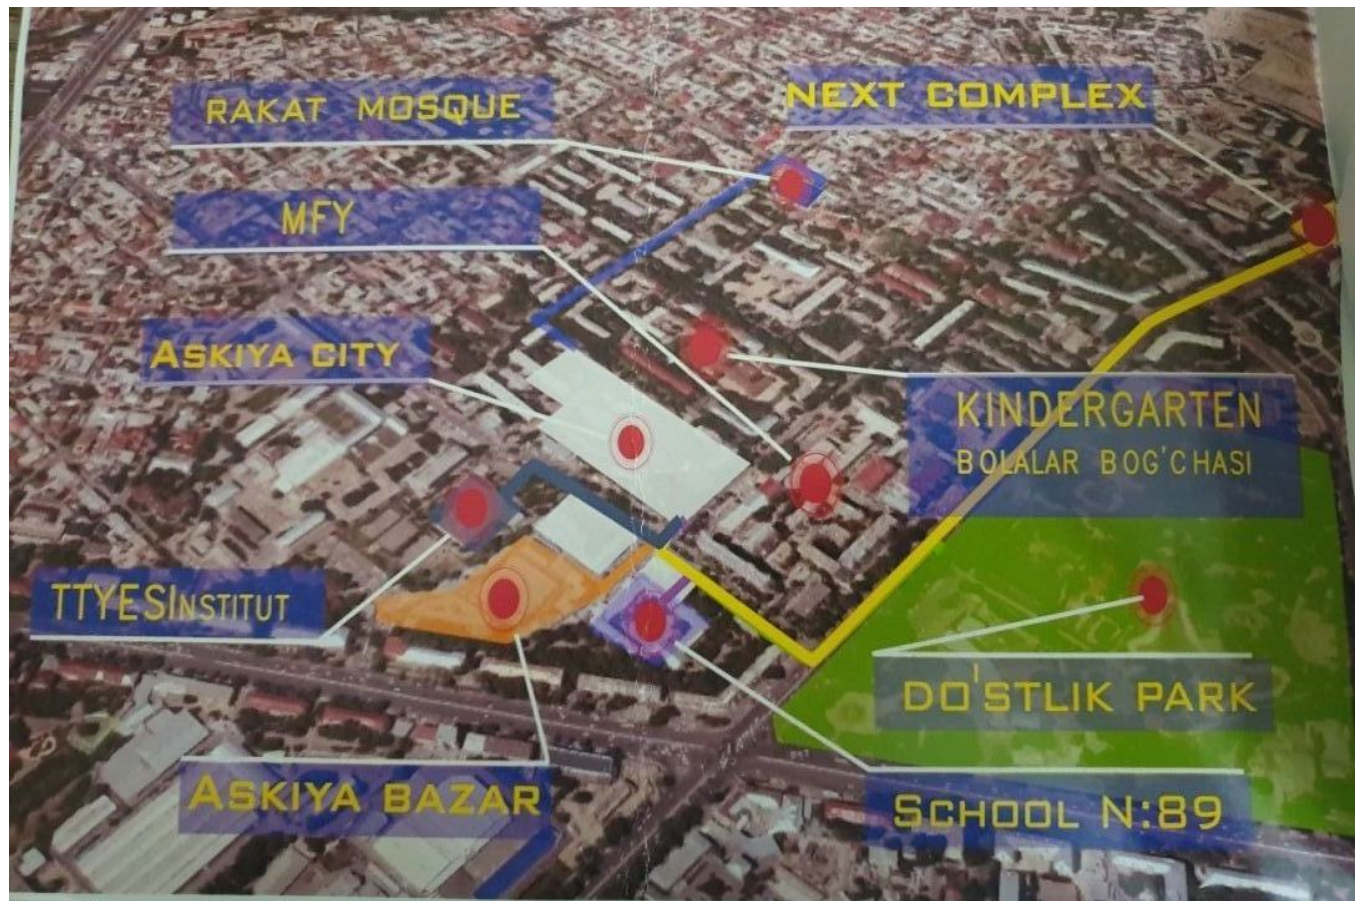 RAKAT MOSQUE
NEXT COMPLEX
MFY
ASKIYA CITY
KINDERGARTEN
BOLALAR BOG'CHASI
TTYESINSTITUT
DO'STLIK PARK
ASKIYA BAZAR
SCHOOL N:89